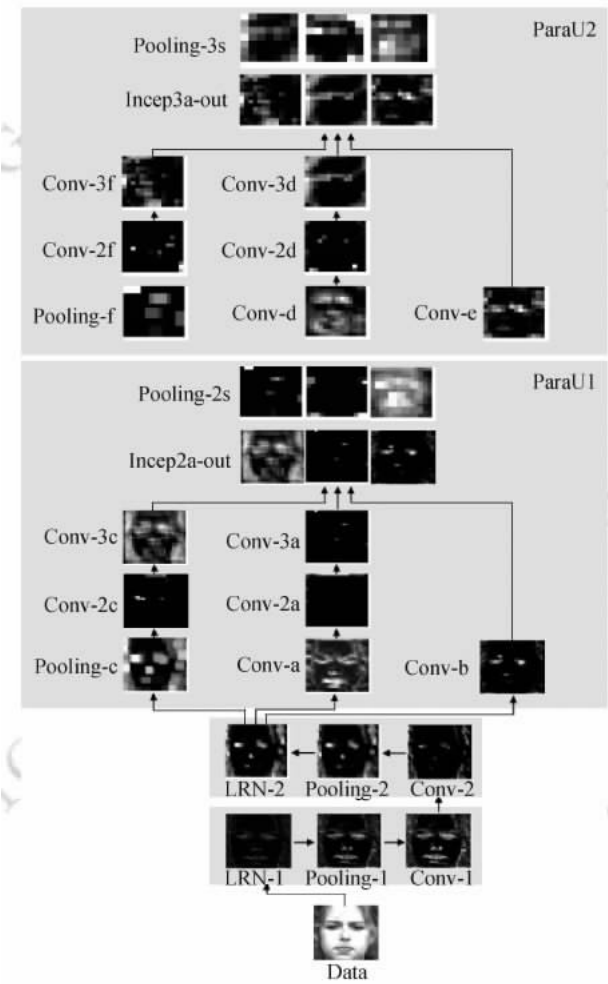 Pooling-3s
ParaU2
Incep3a-out
Conv-3f
Conv-3d
Conv-2f
Conv-2d
Pooling-f
Conv-d
Conv-e
Pooling-2s
ParaU1
Incep2a-out
Conv-3c
Conv-3a
Conv-2c
Conv-2a
Pooling-c
Conv-a
Conv-b
LRN-2 Pooling-2 Conv-2
LRN-1 Pooling-1 Conv-1
Data